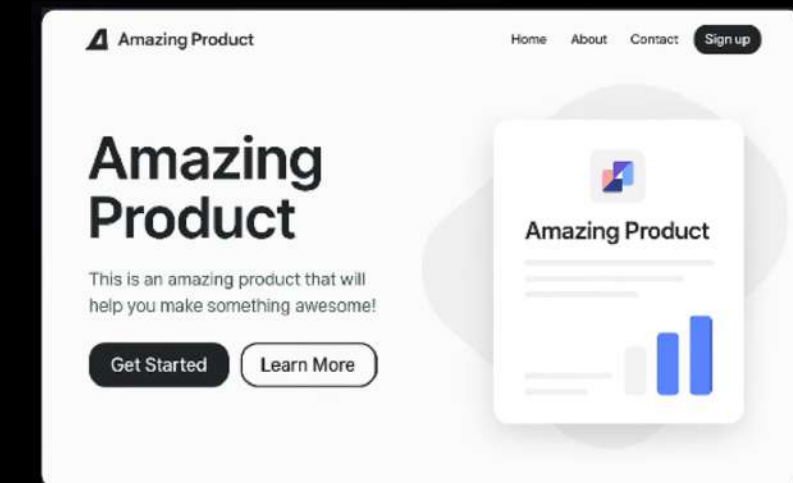 Amazing Product
Home About Contact Sign up
Amazing
Product
This is an amazing product that will
help you make something awesome!
Get Started Learn More
Amazing Product